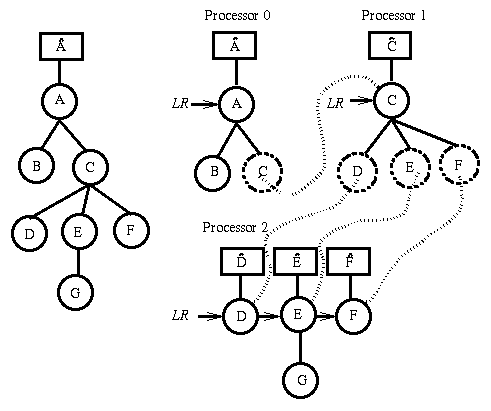 Processor 0 Processor 1
Â Â Ĉ
A LR A LR C
B C B C D E F
D E F
Processor 2
G D̂ Ê F̂
LR D E F
G